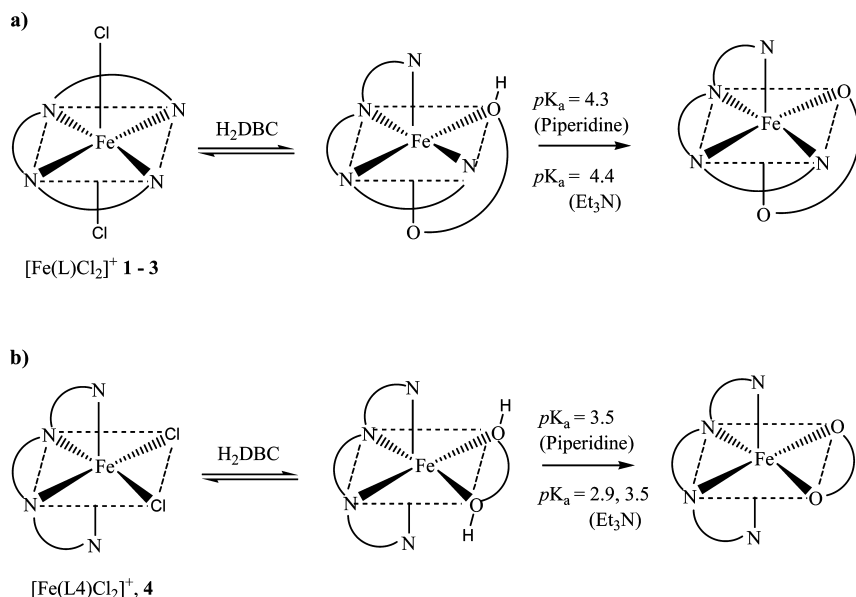 a)
Cl
N
N
Fe
N
N
Cl
[Fe(L)Cl₂]⁺ 1 - 3
H₂DBC
N
H
N
O
Fe
N
N
O
pKₐ = 4.3
(Piperidine)
pKₐ = 4.4
(Et₃N)
N
N
O
Fe
N
N
O
b)
N
N
Cl
Fe
N
Cl
N
[Fe(L4)Cl₂]⁺, 4
H₂DBC
N
H
N
O
Fe
N
O
N
H
pKₐ = 3.5
(Piperidine)
pKₐ = 2.9, 3.5
(Et₃N)
N
N
O
Fe
N
O
N